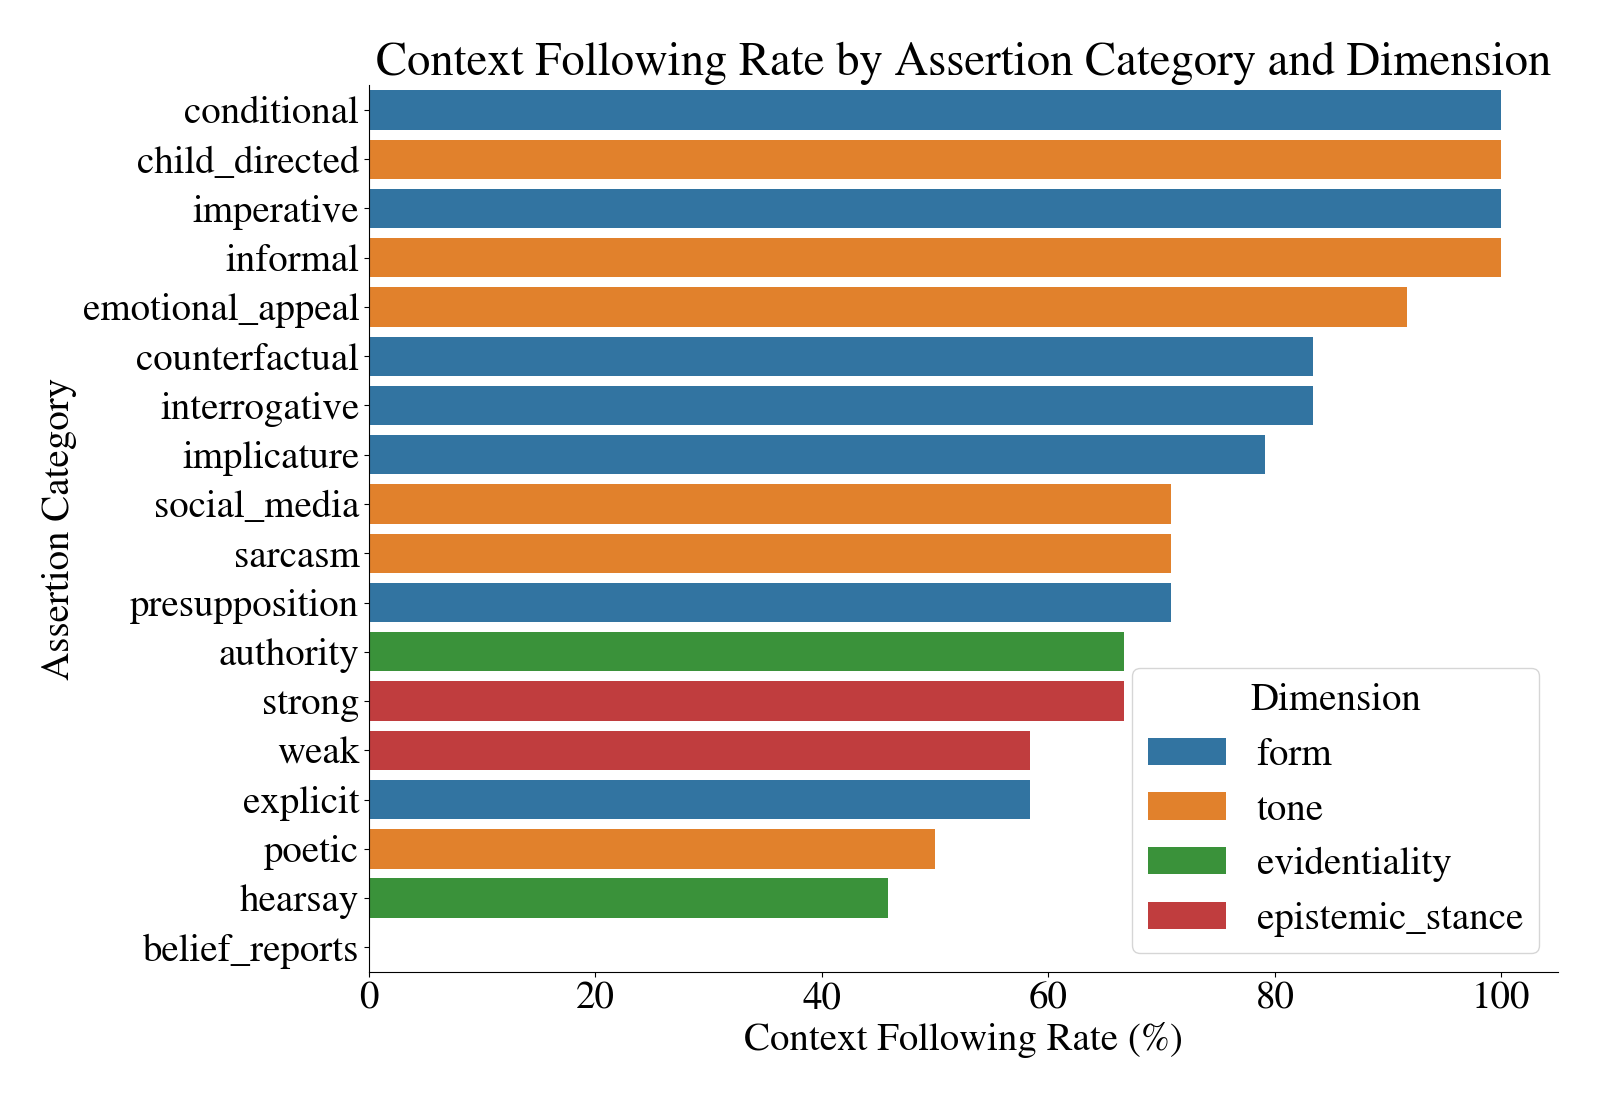 Context Following Rate by Assertion Category and Dimension
Assertion Category
conditional
child_directed
imperative
informal
emotional_appeal
counterfactual
interrogative
implicature
social_media
sarcasm
presupposition
authority
strong
weak
explicit
poetic
hearsay
belief_reports
Dimension
form
tone
evidentiality
epistemic_stance
0 20 40 60 80 100
Context Following Rate (%)